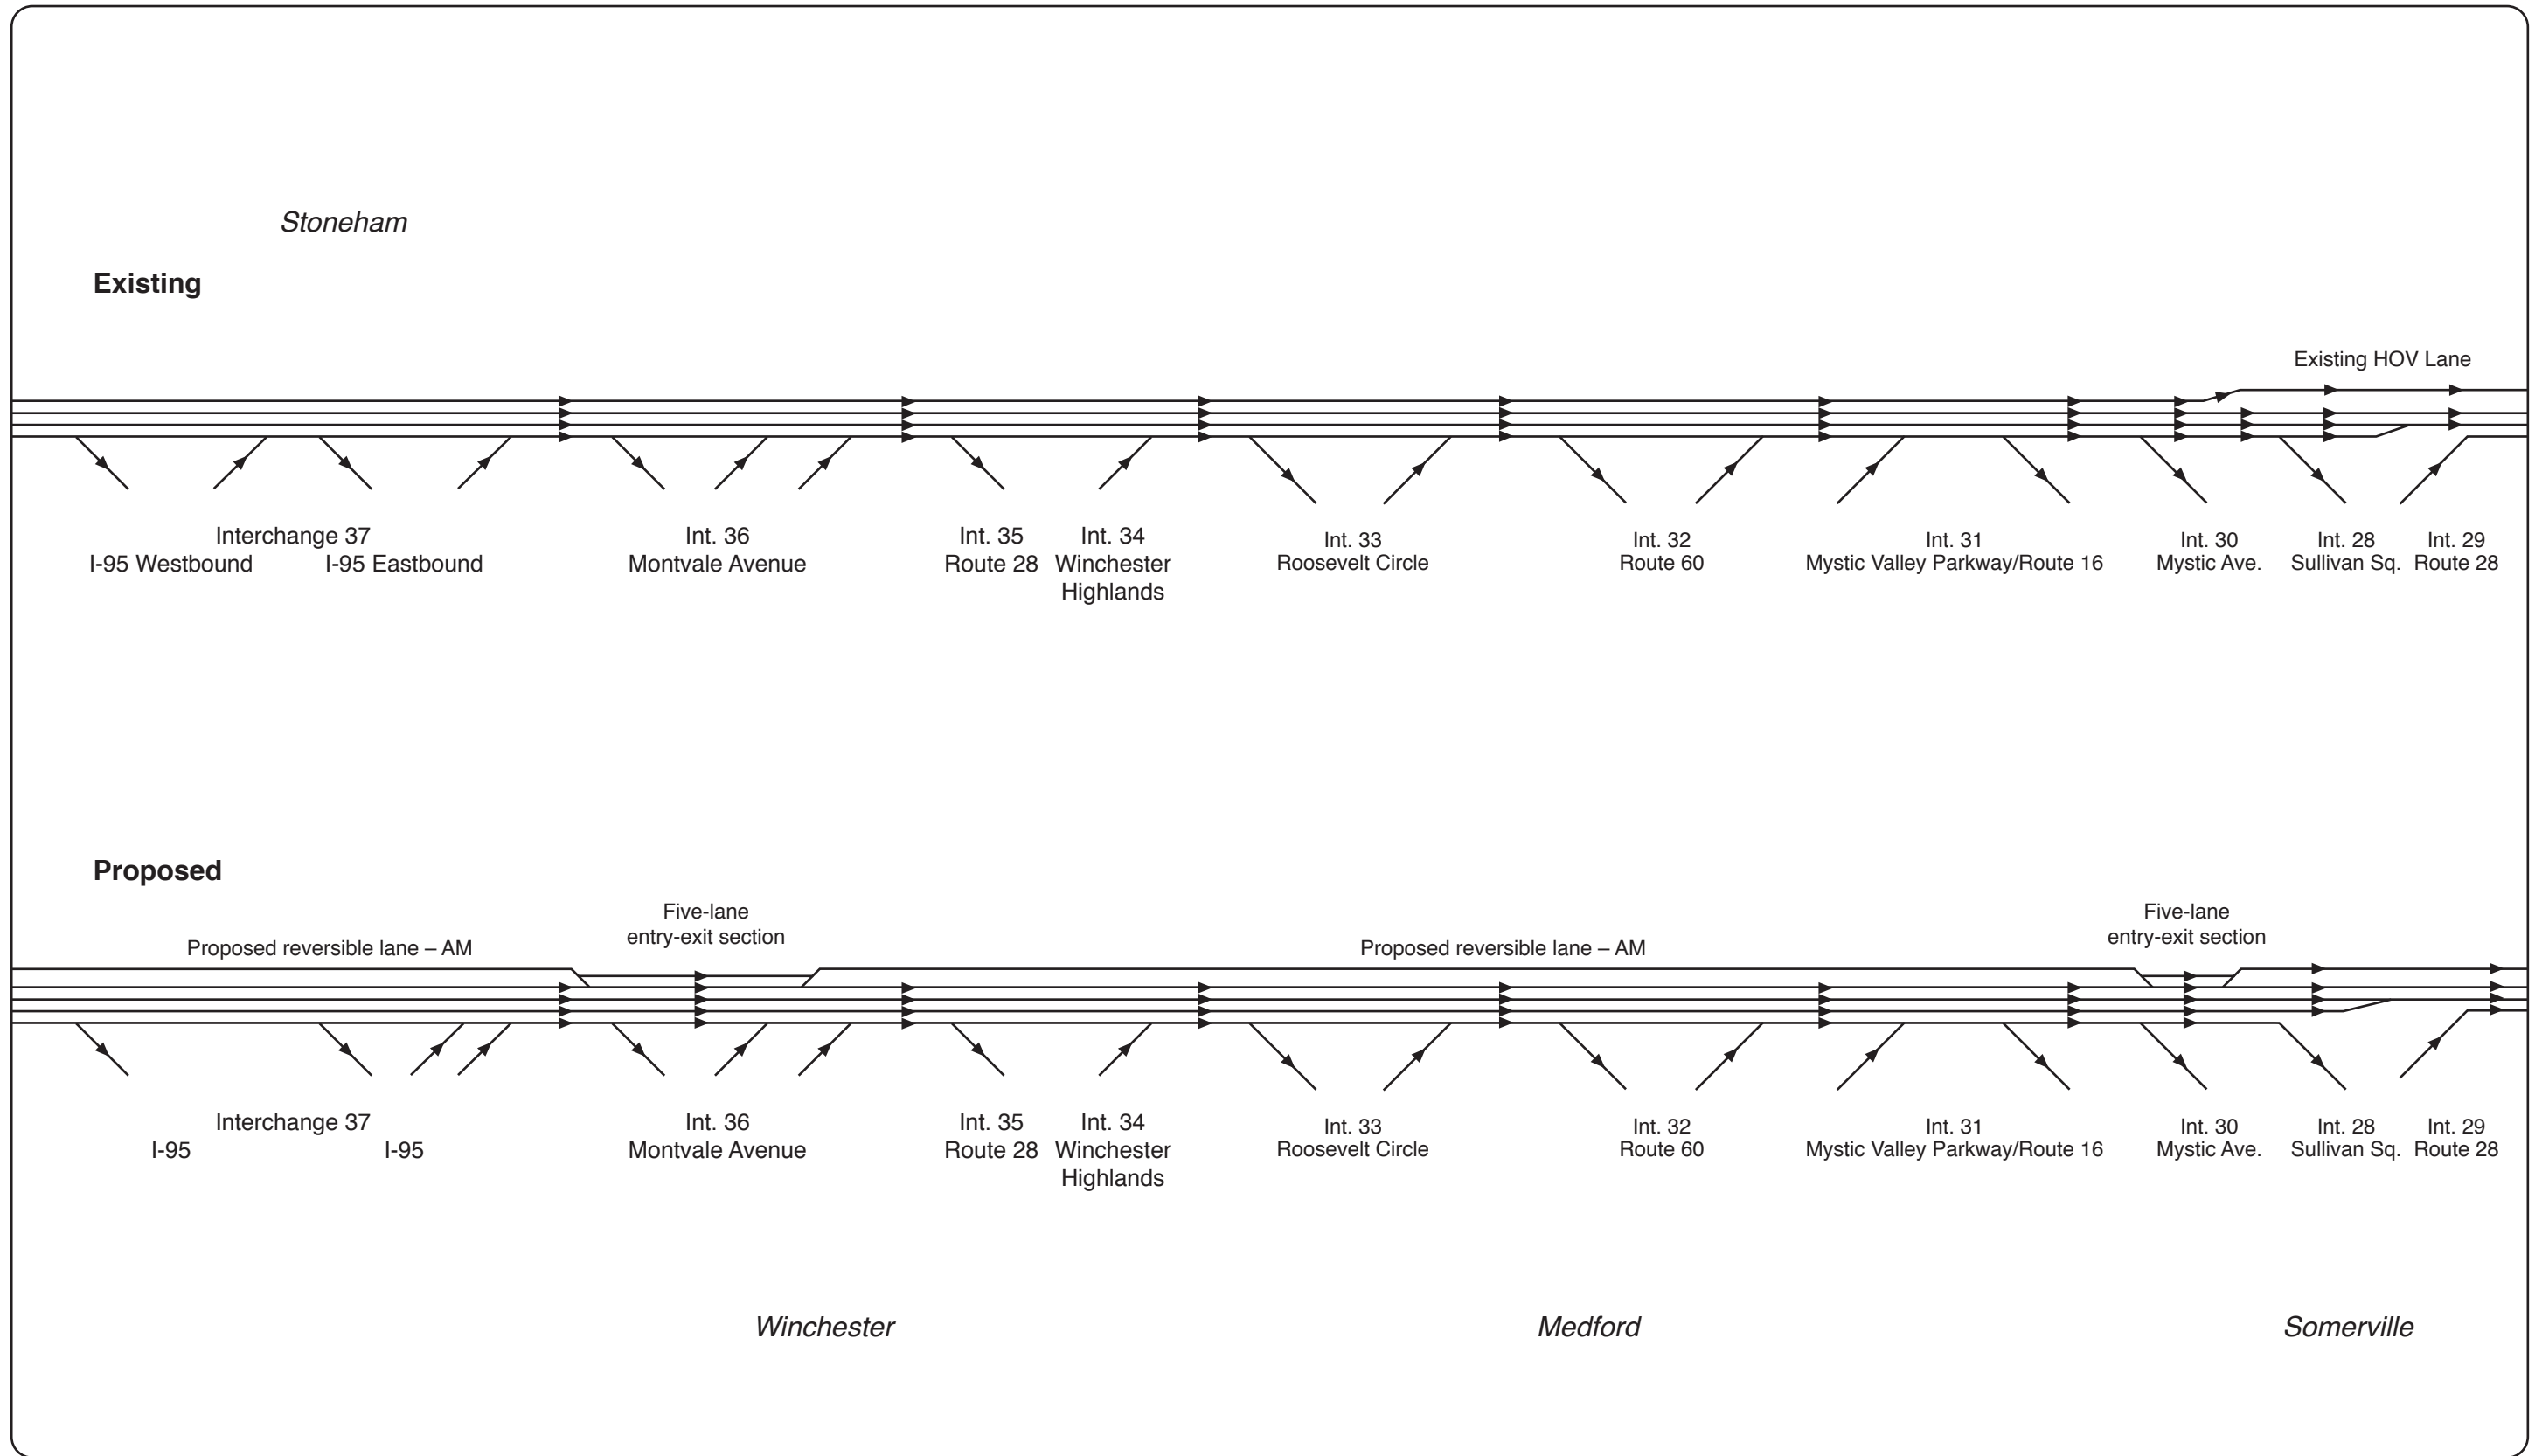 Stoneham
Existing
Existing HOV Lane
Interchange 37
I-95 Westbound
I-95 Eastbound
Int. 36
Montvale Avenue
Int. 35
Route 28
Int. 34
Winchester
Highlands
Int. 33
Roosevelt Circle
Int. 32
Route 60
Int. 31
Mystic Valley Parkway/Route 16
Int. 30
Mystic Ave.
Int. 28
Sullivan Sq.
Int. 29
Route 28
Proposed
Proposed reversible lane – AM
Five-lane
entry-exit section
Proposed reversible lane – AM
Five-lane
entry-exit section
Interchange 37
I-95
I-95
Int. 36
Montvale Avenue
Int. 35
Route 28
Int. 34
Winchester
Highlands
Int. 33
Roosevelt Circle
Int. 32
Route 60
Int. 31
Mystic Valley Parkway/Route 16
Int. 30
Mystic Ave.
Int. 28
Sullivan Sq.
Int. 29
Route 28
Winchester
Medford
Somerville